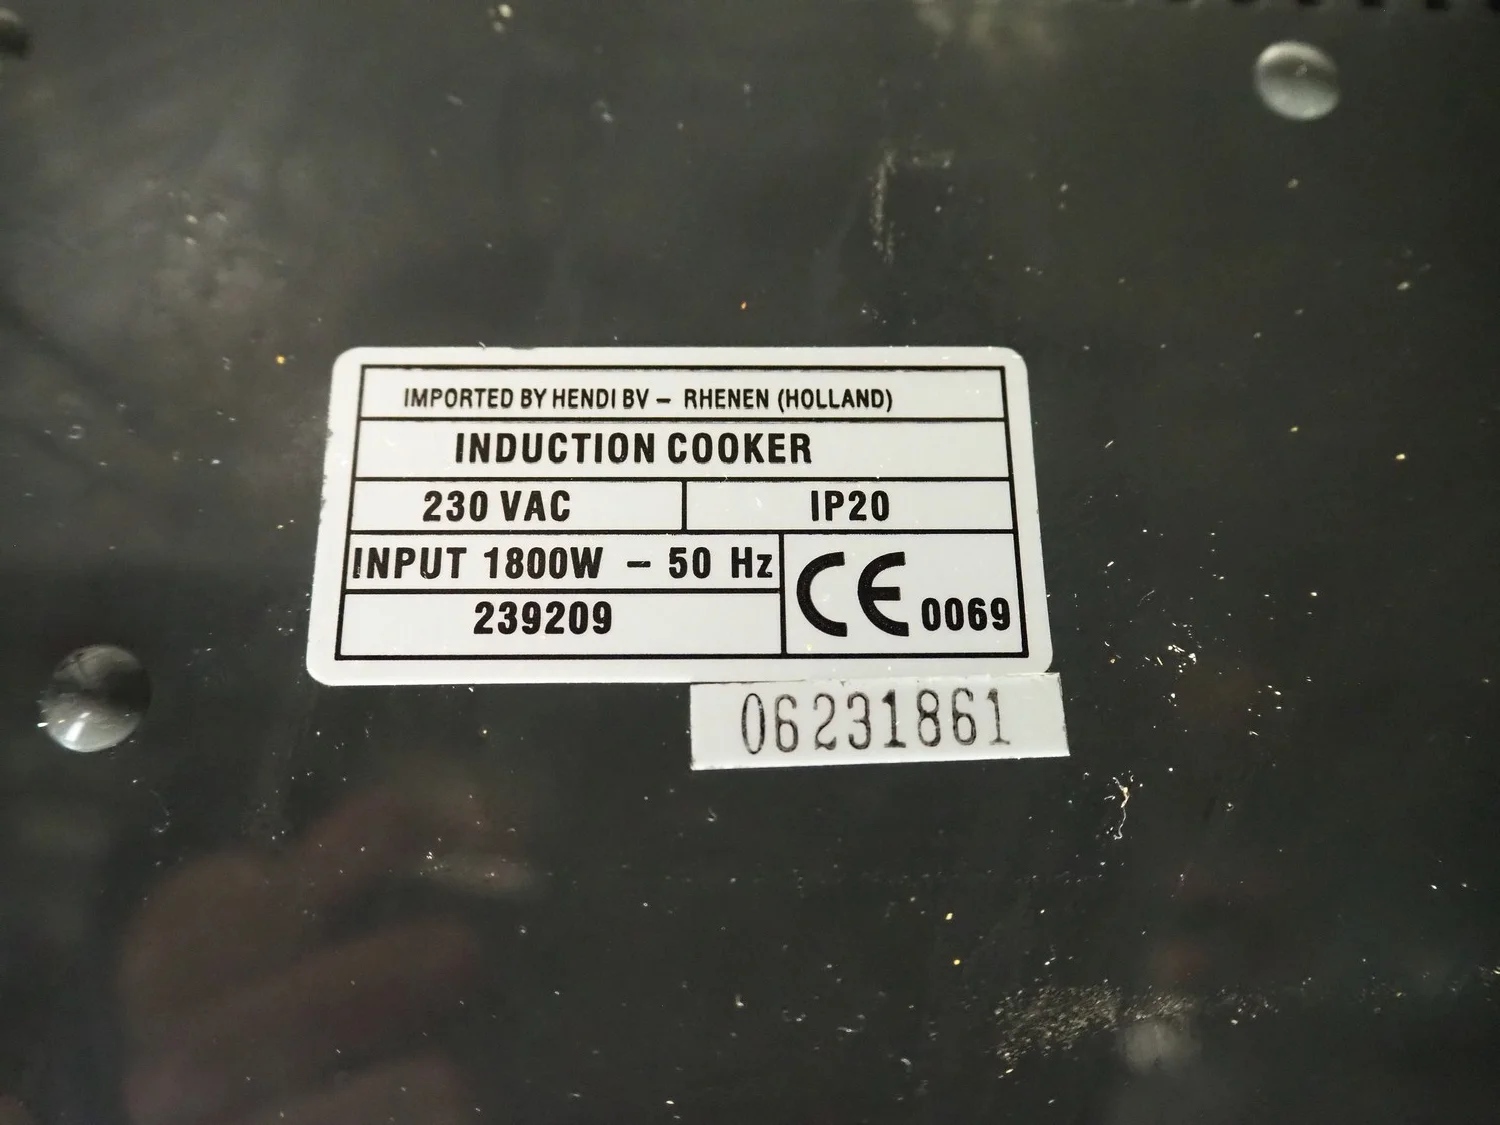 IMPORTED BY HENDI BV – RHENEN (HOLLAND)
INDUCTION COOKER
230 VAC IP20
INPUT 1800W – 50 Hz
CE 0069
239209
06231861